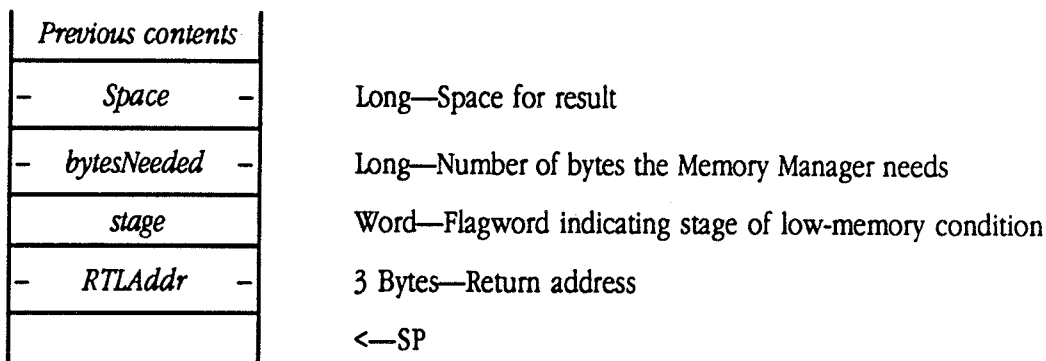 Previous contents
– Space – Long—Space for result
– bytesNeeded – Long—Number of bytes the Memory Manager needs
stage Word—Flagword indicating stage of low-memory condition
– RTLAddr – 3 Bytes—Return address
<—SP